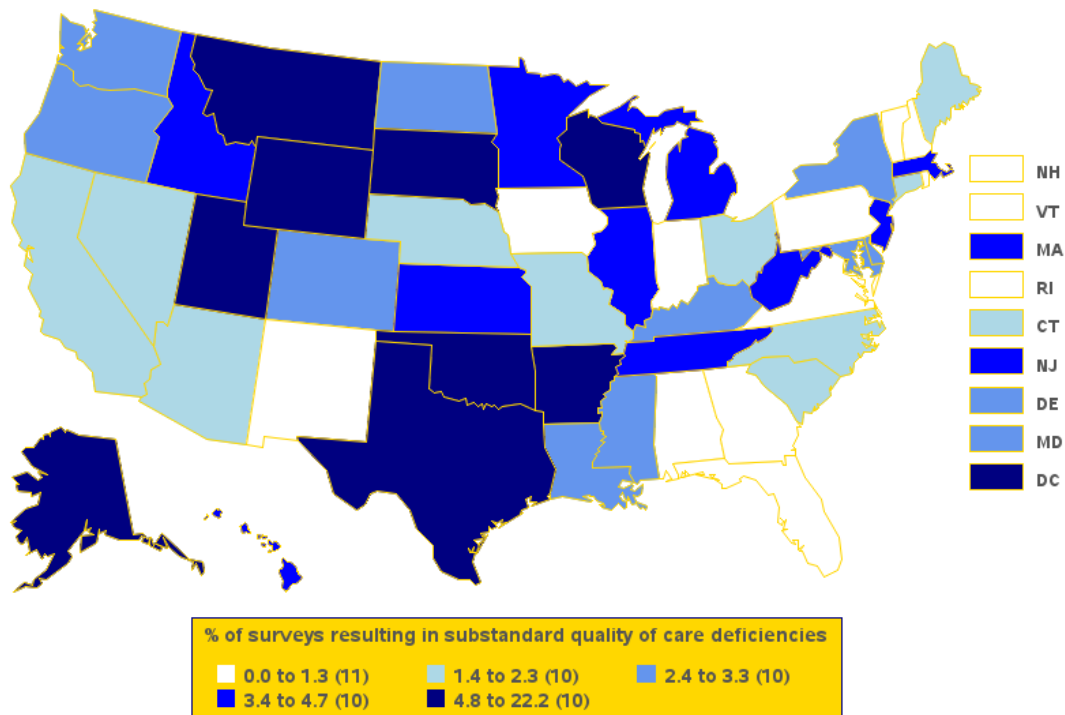 NH
VT
MA
RI
CT
NJ
DE
MD
DC
% of surveys resulting in substandard quality of care deficiencies
0.0 to 1.3 (11) 1.4 to 2.3 (10) 2.4 to 3.3 (10)
3.4 to 4.7 (10) 4.8 to 22.2 (10)